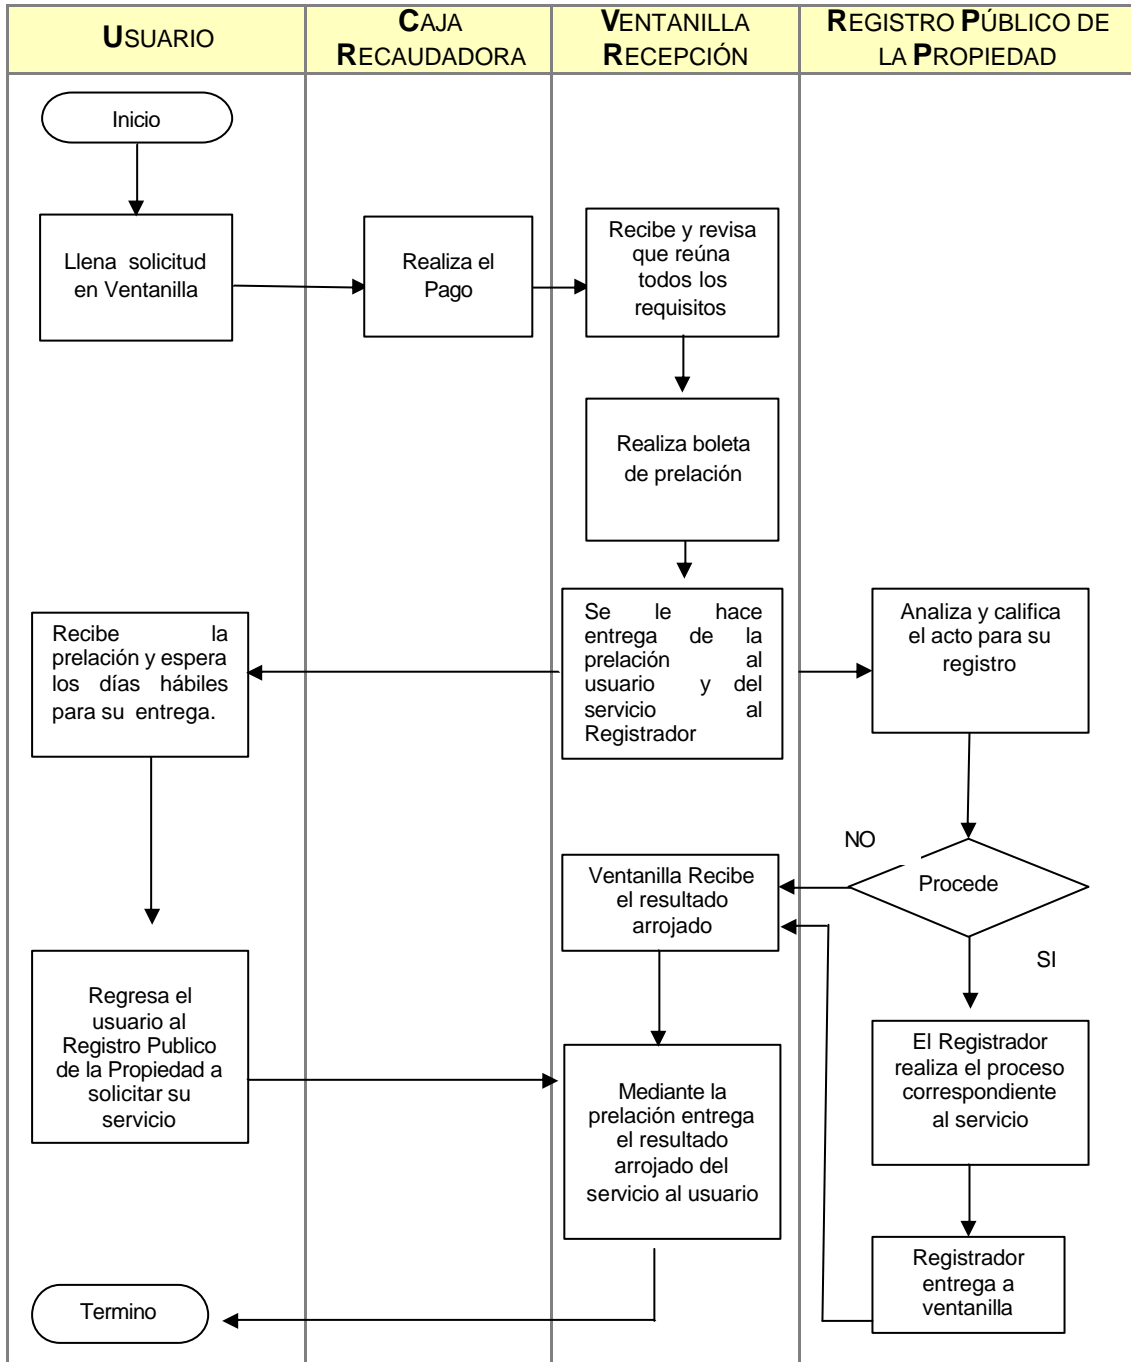 USUARIO
CAJA
RECAUDADORA
VENTANILLA
RECEPCIÓN
REGISTRO PÚBLICO DE
LA PROPIEDAD
Inicio
Llena solicitud
en Ventanilla
Realiza el
Pago
Recibe y revisa
que reúna
todos los
requisitos
Realiza boleta
de prelación
Se le hace
entrega de la
prelación al
usuario y del
servicio al
Registrador
Recibe la
prelación y espera
los días hábiles
para su entrega.
Analiza y califica
el acto para su
registro
NO
Procede
SI
Ventanilla Recibe
el resultado
arrojado
Regresa el
usuario al
Registro Publico
de la Propiedad a
solicitar su
servicio
El Registrador
realiza el proceso
correspondiente
al servicio
Mediante la
prelación entrega
el resultado
arrojado del
servicio al usuario
Registrador
entrega a
ventanilla
Termino